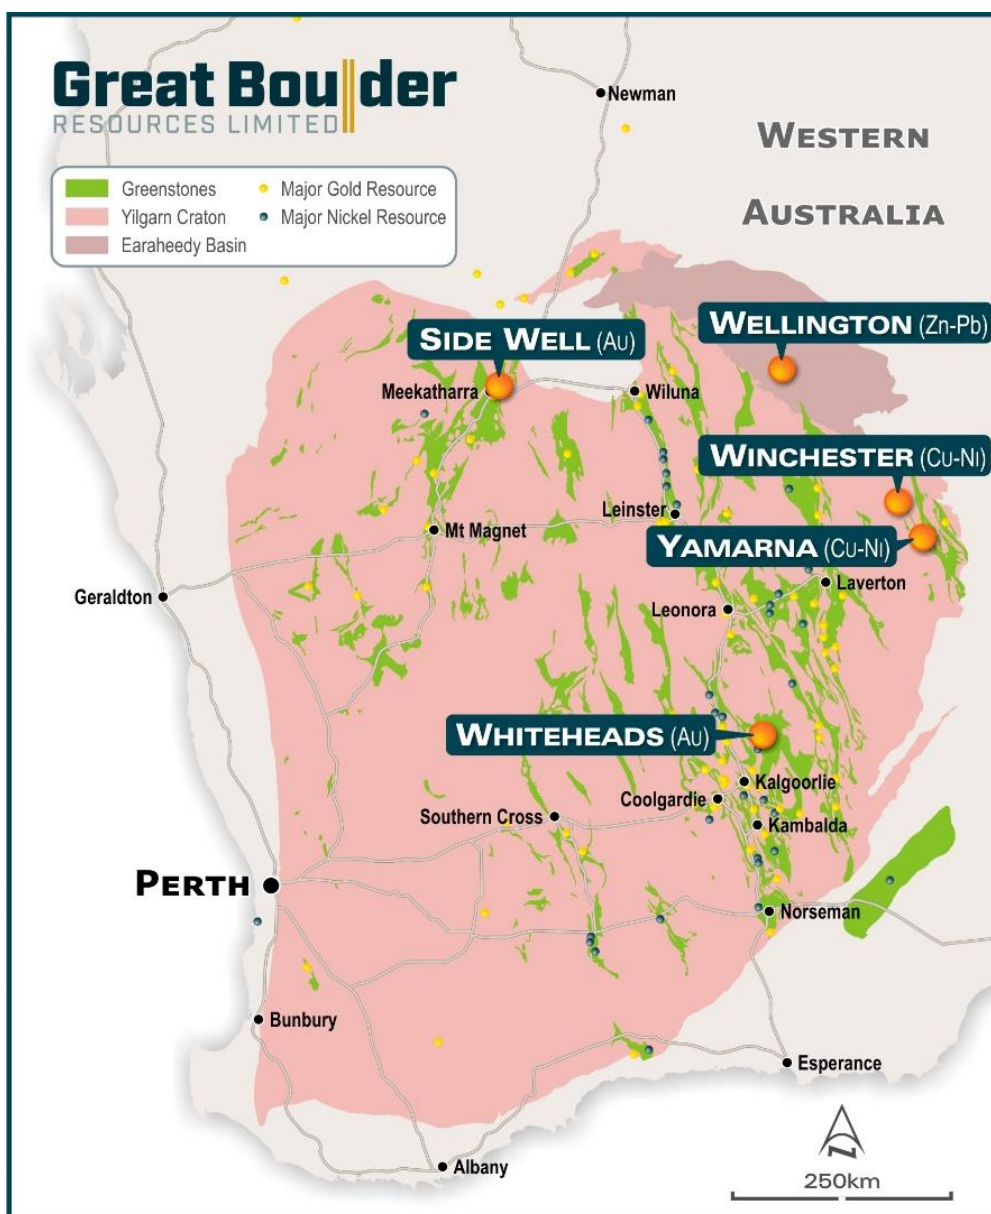 Great Boulder
RESOURCES LIMITED
Newman
WESTERN
AUSTRALIA
Greenstones
Major Gold Resource
Yilgarn Craton
Major Nickel Resource
Earaheedy Basin
WELLINGTON (Zn-Pb)
SIDE WELL (Au)
Meekatharra
Wiluna
WINCHESTER (Cu-Ni)
Leinster
Mt Magnet
YAMARNA (Cu-Ni)
Laverton
Geraldton
Leonora
WHITEHEADS (Au)
Kalgoorlie
Coolgardie
Southern Cross
Kambalda
PERTH
Norseman
Bunbury
Esperance
Albany
N
250km